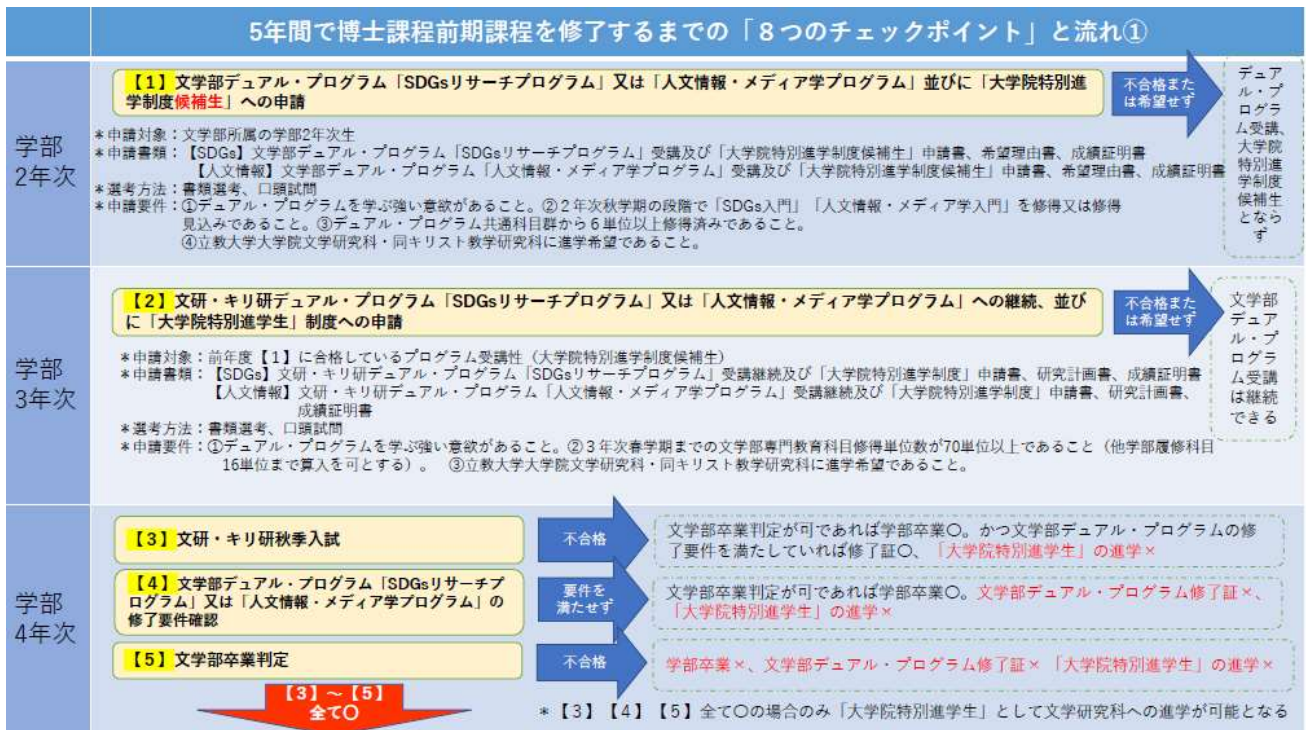 5年間で博士課程前期課程を修了するまでの「８つのチェックポイント」と流れ①
学部
2年次
【1】文学部デュアル・プログラム「SDGsリサーチプログラム」又は「人文情報・メディア学プログラム」並びに「大学院特別進
学制度候補生」への申請
不合格また
は希望せず
デュア
ル・プ
ログラ
ム受講、
大学院
特別進
学制度
候補生
となら
ず
＊申請対象：文学部所属の学部2年次生
＊申請書類：【SDGs】文学部デュアル・プログラム「SDGsリサーチプログラム」受講及び「大学院特別進学制度候補生」申請書、希望理由書、成績証明書
【人文情報】文学部デュアル・プログラム「人文情報・メディア学プログラム」受講及び「大学院特別進学制度候補生」申請書、希望理由書、成績証明書
＊選考方法：書類選考、口頭試問
＊申請要件：①デュアル・プログラムを学ぶ強い意欲があること。②２年次秋学期の段階で「SDGs入門」「人文情報・メディア学入門」を修得又は修得
見込みであること。③デュアル・プログラム共通科目群から６単位以上修得済みであること。
④立教大学大学院文学研究科・同キリスト教学研究科に進学希望であること。
学部
3年次
【2】文研・キリ研デュアル・プログラム「SDGsリサーチプログラム」又は「人文情報・メディア学プログラム」への継続、並び
に「大学院特別進学生」制度への申請
不合格また
は希望せず
文学部
デュア
ル・プ
ログラ
ム受講
は継続
できる
＊申請対象：前年度【1】に合格しているプログラム受講性（大学院特別進学制度候補生）
＊申請書類：【SDGs】文研・キリ研デュアル・プログラム「SDGsリサーチプログラム」受講継続及び「大学院特別進学制度」申請書、研究計画書、成績証明書
【人文情報】文研・キリ研デュアル・プログラム「人文情報・メディア学プログラム」受講継続及び「大学院特別進学制度」申請書、研究計画書、
成績証明書
＊選考方法：書類選考、口頭試問
＊申請要件：①デュアル・プログラムを学ぶ強い意欲があること。②３年次春学期までの文学部専門教育科目修得単位数が70単位以上であること（他学部履修科目
16単位まで算入を可とする）。　③立教大学大学院文学研究科・同キリスト教学研究科に進学希望であること。
学部
4年次
【3】文研・キリ研秋季入試
不合格
文学部卒業判定が可であれば学部卒業〇。かつ文学部デュアル・プログラムの修
了要件を満たしていれば修了証〇、「大学院特別進学生」の進学×
【4】文学部デュアル・プログラム「SDGsリサーチプ
ログラム」又は「人文情報・メディア学プログラム」の
修了要件確認
要件を
満たせず
文学部卒業判定が可であれば学部卒業〇。文学部デュアル・プログラム修了証×、
「大学院特別進学生」の進学×
【5】文学部卒業判定
不合格
学部卒業×、文学部デュアル・プログラム修了証×「大学院特別進学生」の進学×
【3】～【5】
全て〇
＊【3】【4】【5】全て〇の場合のみ「大学院特別進学生」として文学研究科への進学が可能となる